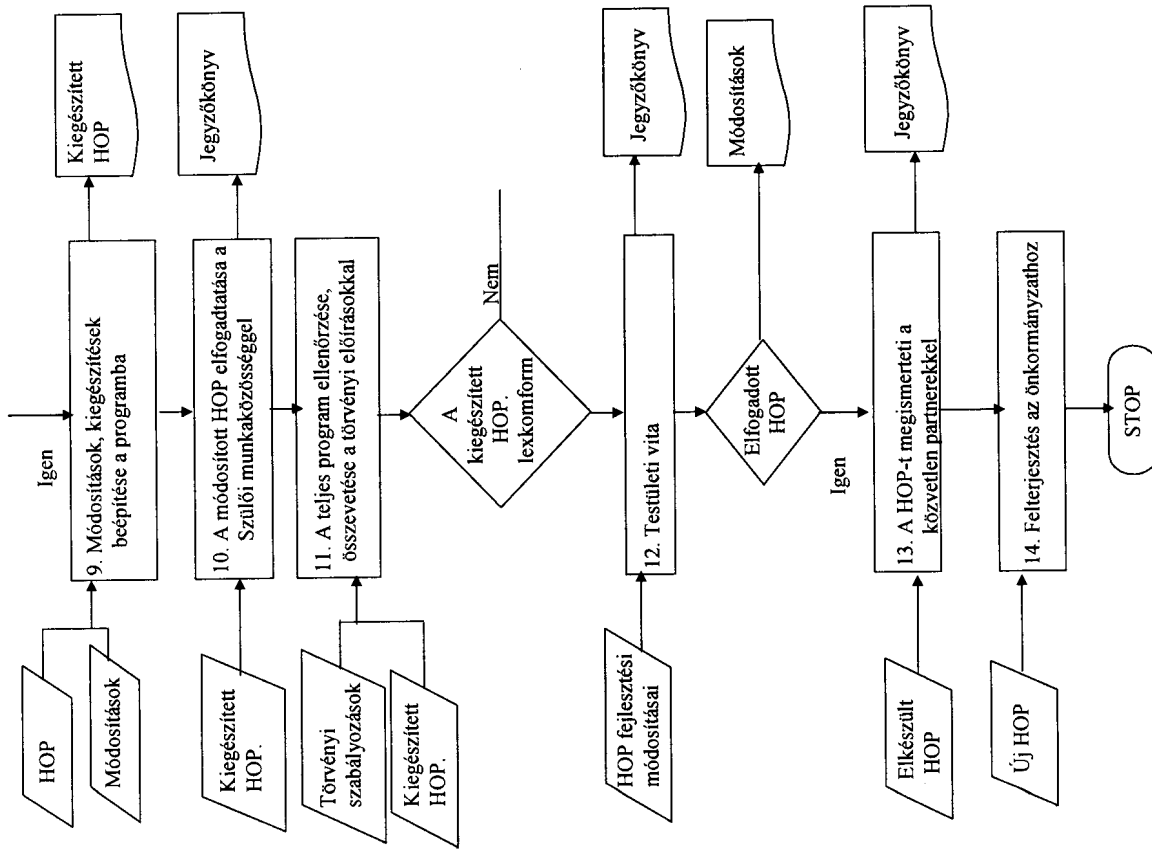 Igen
HOP
Módosítások
9. Módosítások, kiegészítések
beépítése a programba
Kiegészített
HOP
Kiegészített
HOP.
10. A módosított HOP elfogadtatása a
Szülői munkaközösséggel
Jegyzőkönyv
Törvényi
szabályozások
Kiegészített
HOP.
11. A teljes program ellenőrzése,
összevetése a törvényi előírásokkal
A
kiegészített
HOP.
lexkomform
Nem
HOP fejlesztési
módosításai
12. Testületi vita
Jegyzőkönyv
Elfogadott
HOP
Módosítások
Igen
Elkészült
HOP
13. A HOP-t megismerteti a
közvetlen partnerekkel
Jegyzőkönyv
Új HOP
14. Felterjesztés az önkormányzathoz
STOP